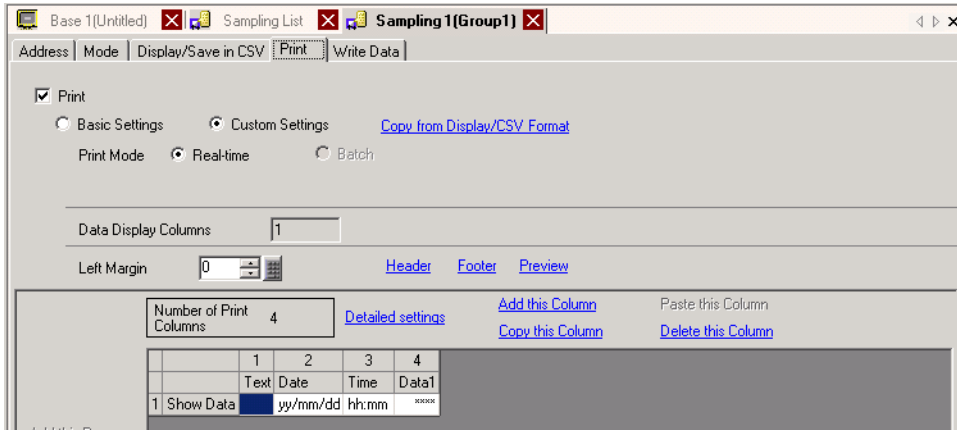 Base 1(Untitled) Sampling List Sampling 1(Group1)
Address Mode Display/Save in CSV Print Write Data
Print
Basic Settings Custom Settings Copy from Display/CSV Format
Print Mode Real-time Batch
Data Display Columns 1
Left Margin 0 Header Footer Preview
Number of Print Columns 4 Detailed settings Add this Column Paste this Column
Copy this Column Delete this Column
1 2 3 4
Text Date Time Data1
1 Show Data yy/mm/dd hh:mm ****